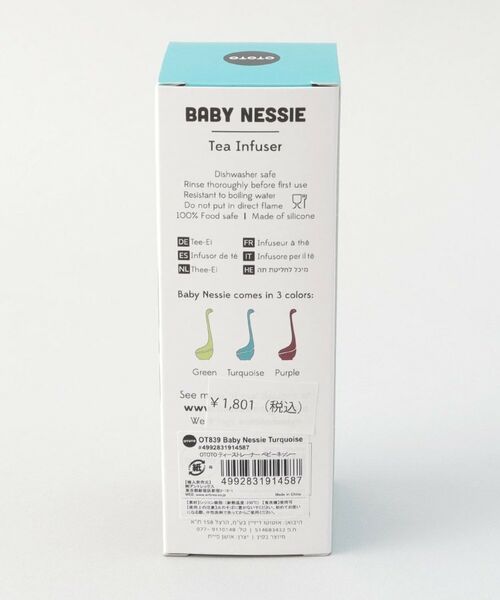 OTOTO
BABY NESSIE
Tea Infuser
Dishwasher safe
Rinse thoroughly before first use
Resistant to boiling water
Do not put in direct flame
100% Food safe | Made of silicone
DE Tee-Ei FR Infuseur à thé
ES Infusor de té IT Infusore per il tè
NL Thee-Ei HE מיכל לחליטת תה
Baby Nessie comes in 3 colors:
Green Turquoise Purple
See m
¥1,801 (税込)
www
We
OTOTO OT839 Baby Nessie Turquoise
#4992831914587
OTOTO ティーストレーナー ベビーネッシー
紙
4992831914587
Made in China